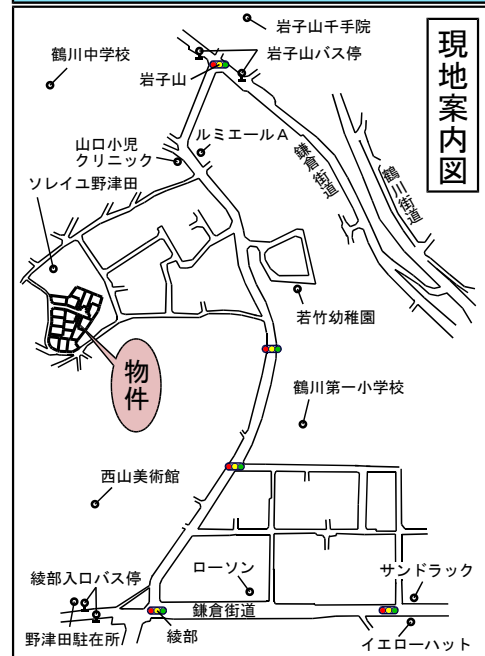 現地案内図
岩子山千手院
岩子山バス停
鶴川中学校
岩子山
ルミエールA
山口小児
クリニック
ソレイユ野津田
鎌倉街道
鶴川街道
若竹幼稚園
物件
鶴川第一小学校
西山美術館
綾部入口バス停
ローソン
サンドラック
鎌倉街道
野津田駐在所
綾部
イエローハット